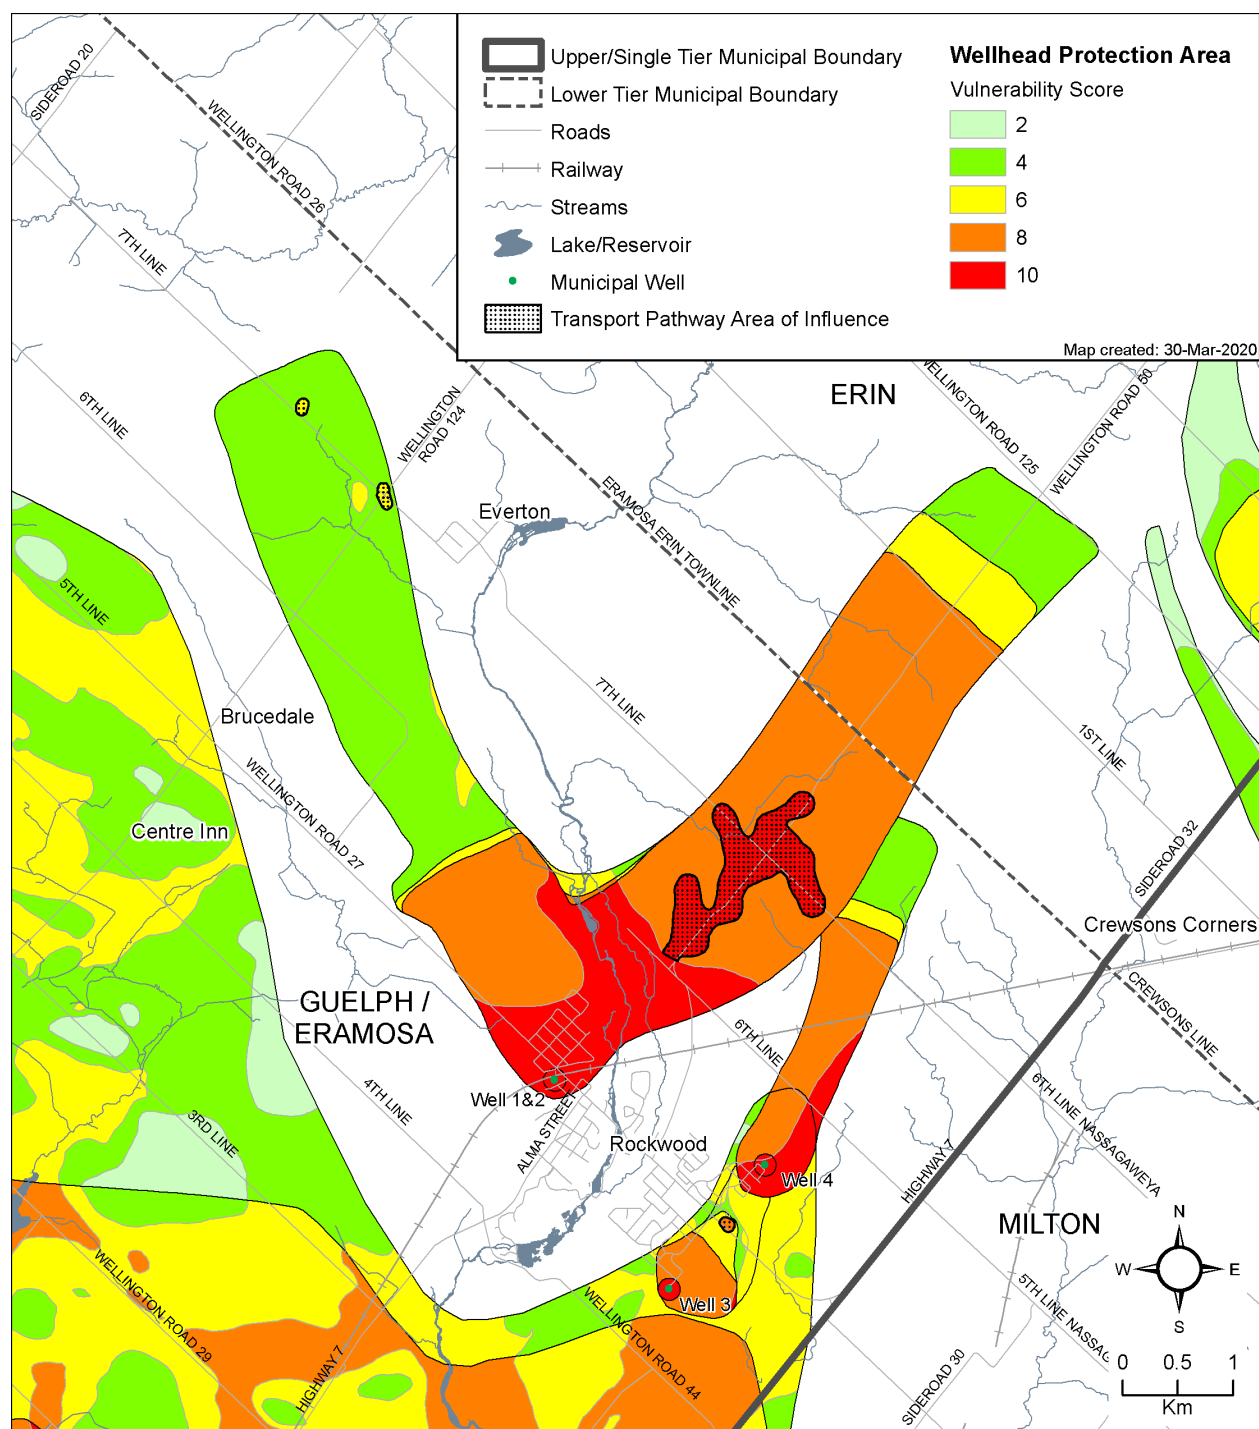 Upper/Single Tier Municipal Boundary
Lower Tier Municipal Boundary
Roads
Railway
Streams
Lake/Reservoir
Municipal Well
Transport Pathway Area of Influence
Wellhead Protection Area
Vulnerability Score
2
4
6
8
10
Map created: 30-Mar-2020
SIDEROAD 20
WELLINGTON ROAD 26
7TH LINE
6TH LINE
WELLINGTON
ROAD 124
ERIN
WELLINGTON ROAD 125
WELLINGTON ROAD 50
Everton
ERAMOSA ERIN TOWNLINE
5TH LINE
Brucedale
7TH LINE
1ST LINE
WELLINGTON ROAD 27
Centre Inn
SIDEROAD 32
Crewsons Corners
GUELPH /
ERAMOSA
6TH LINE
CREWSONS LINE
4TH LINE
Well 1&2
ALMA STREET
Rockwood
6TH LINE NASSAGAWEYA
3RD LINE
Well 4
HIGHWAY 7
MILTON
N
W
E
S
WELLINGTON ROAD 29
Well 3
WELLINGTON ROAD 44
5TH LINE NASSAG
HIGHWAY 7
SIDEROAD 30
0 0.5 1
Km